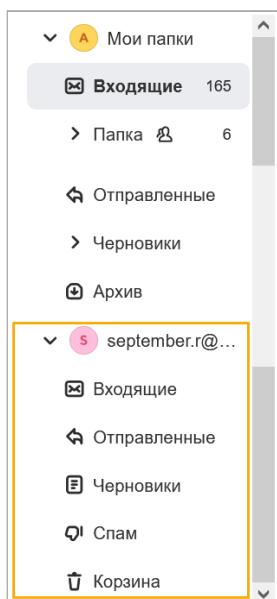 А Мои папки
Входящие 165
Папка 6
Отправленные
Черновики
Архив
S september.r@...
Входящие
Отправленные
Черновики
Спам
Корзина